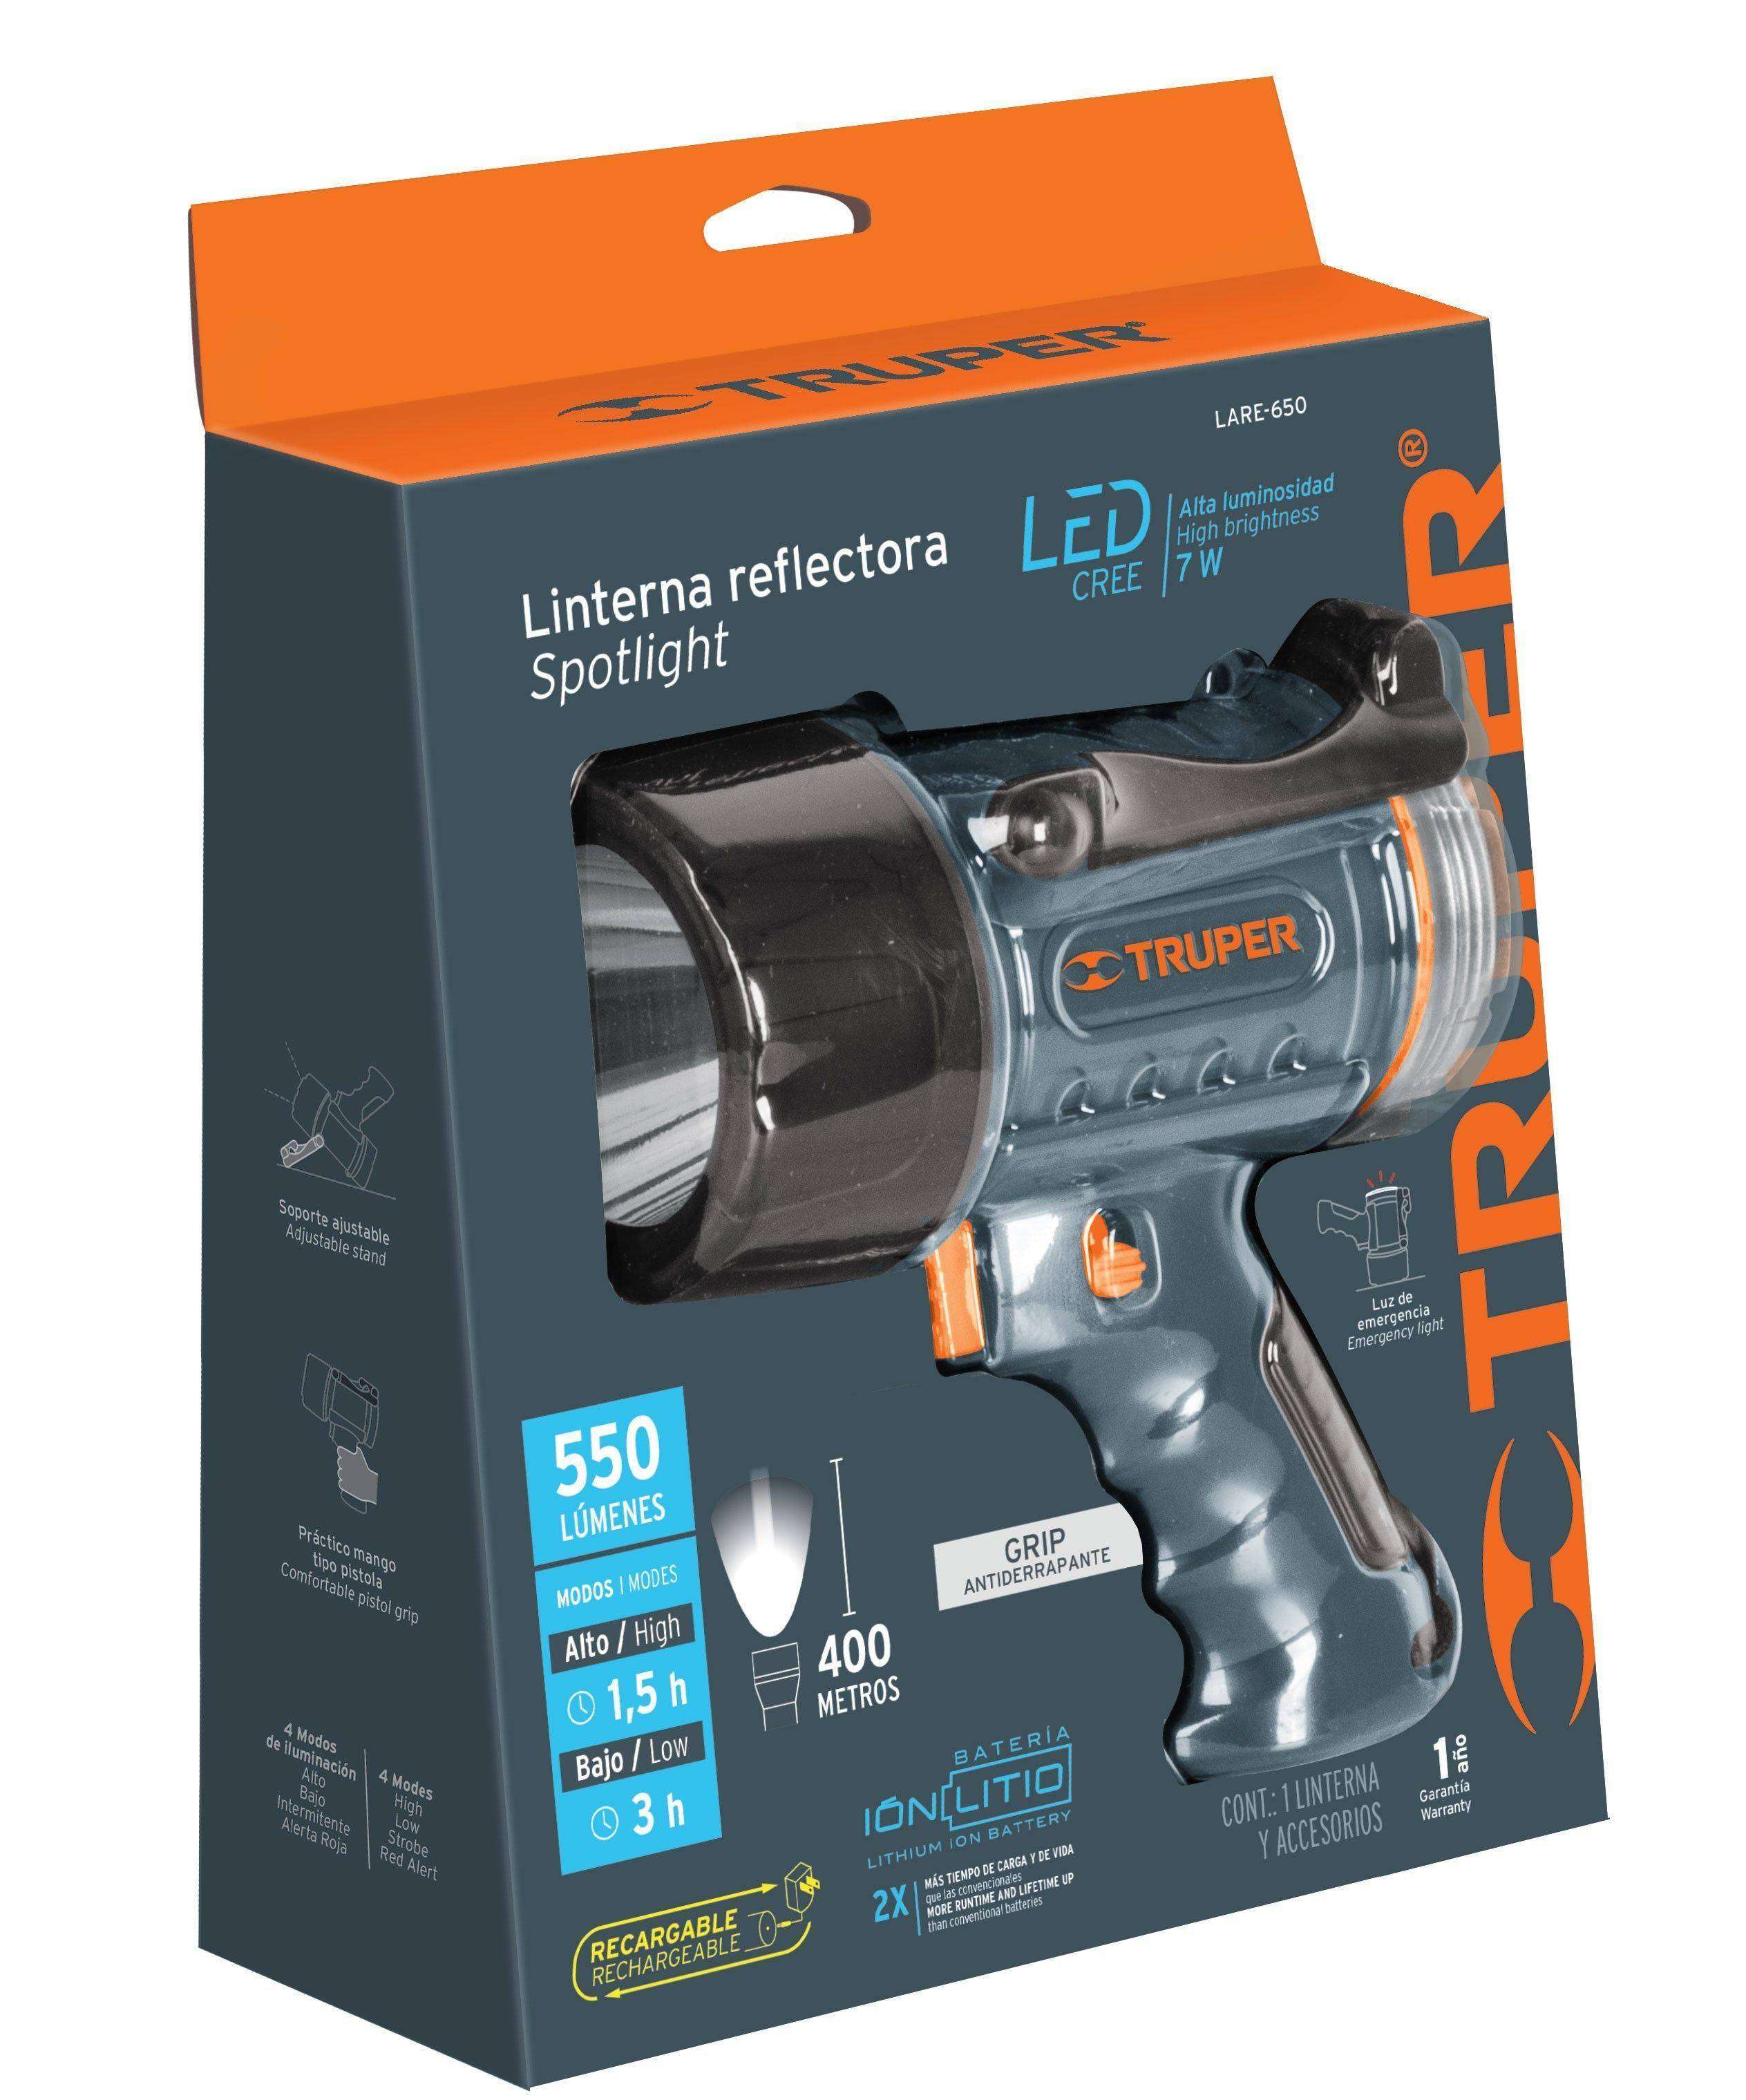 TRUPER®
LARE-650
Linterna reflectora
Spotlight
LED
CREE
Alta luminosidad
High brightness
7 W
TRUPER®
TRUPER
Soporte ajustable
Adjustable stand
Práctico mango
tipo pistola
Comfortable pistol grip
4 Modos
de iluminación
Alto
Bajo
Intermitente
Alerta Roja
4 Modes
High
Low
Strobe
Red Alert
Luz de
emergencia
Emergency light
550
LÚMENES
MODOS | MODES
Alto / High
1,5 h
Bajo / Low
3 h
400
METROS
GRIP
ANTIDERRAPANTE
BATERÍA
IÓN LITIO
LITHIUM ION BATTERY
2X
MÁS TIEMPO DE CARGA Y DE VIDA
que las convencionales
MORE RUNTIME AND LIFETIME UP
than conventional batteries
RECARGABLE
RECHARGEABLE
CONT.: 1 LINTERNA
Y ACCESORIOS
1 año
Garantía
Warranty